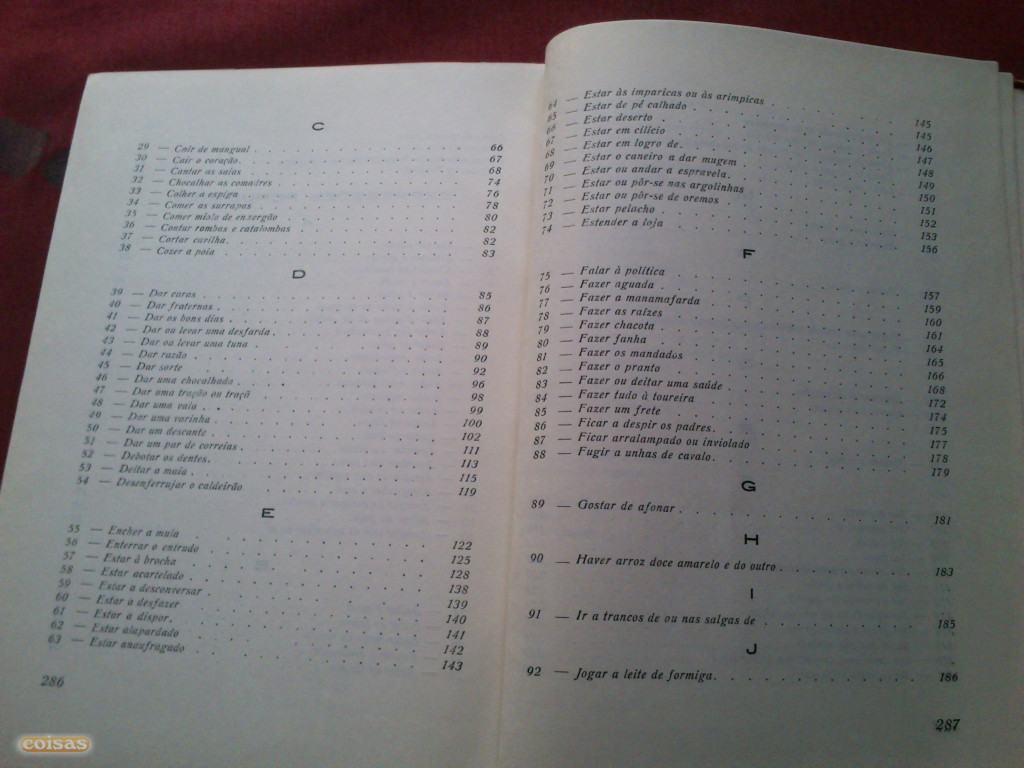 C
29 — Cair de mangual . . . 66
30 — Cair o coração . . . 67
31 — Cantar as saias . . . 68
32 — Chocalhar as comadres . . . 74
33 — Colher a espiga . . . 76
34 — Comer as surrapas . . . 78
35 — Comer miola de enxergão . . . 80
36 — Contar rombas e catalombas . . . 82
37 — Cortar carilha . . . 82
38 — Cozer a poia . . . 83
D
39 — Dar caras . . . 85
40 — Dar fraternas . . . 86
41 — Dar os bons dias . . . 87
42 — Dar ou levar uma desfarda . . . 88
43 — Dar ou levar uma tuna . . . 89
44 — Dar razão . . . 90
45 — Dar sorte . . . 92
46 — Dar uma chocalhada . . . 96
47 — Dar uma tração ou traçō . . . 98
48 — Dar uma vaia . . . 99
49 — Dar uma varinha . . . 100
50 — Dar um descante . . . 102
51 — Dar um par de correias . . . 111
52 — Debotar os dentes . . . 113
53 — Deitar a maia . . . 115
54 — Desenferrujar o caldeirão . . . 119
E
55 — Encher a muia . . . 122
56 — Enterrar o entrudo . . . 125
57 — Estar à brocha . . . 128
58 — Estar acartelado . . . 138
59 — Estar a desconversar . . . 139
60 — Estar a desfazer . . . 140
61 — Estar a dispor . . . 141
62 — Estar alapardado . . . 142
63 — Estar anaufragado . . . 143
286
64 — Estar às imparicas ou às arimpicas . . . 145
65 — Estar de pé calhado . . . 145
66 — Estar deserto . . . 146
67 — Estar em cilício . . . 147
68 — Estar em logro de . . . 148
69 — Estar o caneiro a dar mugem . . . 149
70 — Estar ou andar a espravela . . . 150
71 — Estar ou pôr-se nas argolinhas . . . 151
72 — Estar ou pôr-se de oremos . . . 152
73 — Estar pelacho . . . 153
74 — Estender a loja . . . 156
F
75 — Falar à política . . . 157
76 — Fazer aguada . . . 159
77 — Fazer a manamafarda . . . 160
78 — Fazer as raízes . . . 161
79 — Fazer chacota . . . 164
80 — Fazer fanha . . . 165
81 — Fazer os mandados . . . 166
82 — Fazer o pranto . . . 168
83 — Fazer ou deitar uma saúde . . . 172
84 — Fazer tudo à toureira . . . 174
85 — Fazer um frete . . . 175
86 — Ficar a despir os padres . . . 177
87 — Ficar arralampado ou inviolado . . . 178
88 — Fugir a unhas de cavalo . . . 179
G
89 — Gostar de afonar . . . 181
H
90 — Haver arroz doce amarelo e do outro . . . 183
I
91 — Ir a trancos de ou nas salgas de . . . 185
J
92 — Jogar a leite de formiga . . . 186
287
coisas